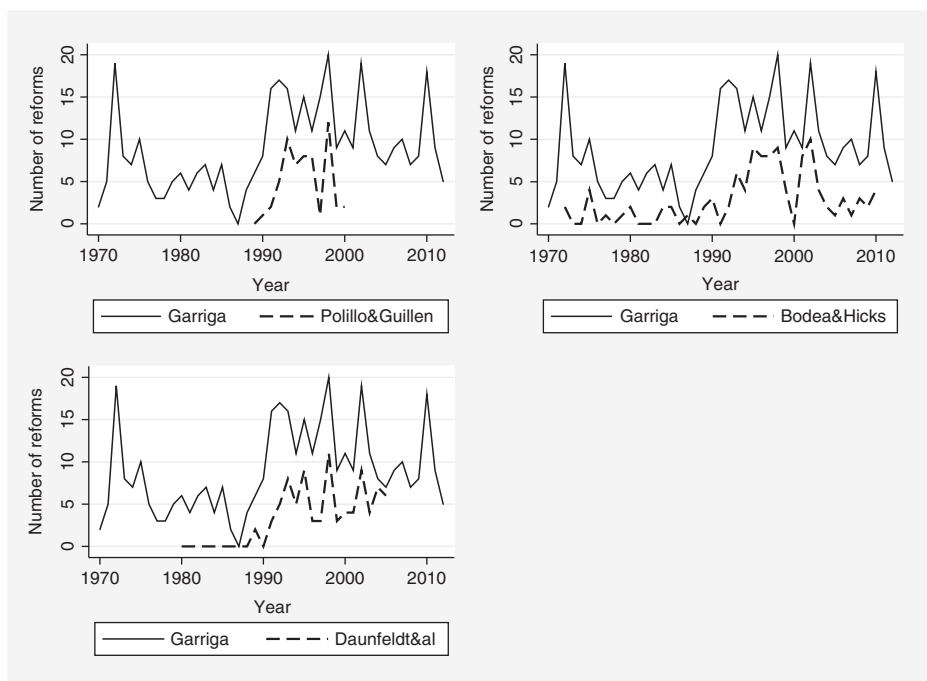 Number of reforms
20
15
10
5
0
1970 1980 1990 2000 2010
Year
Garriga Polillo&Guillen
Number of reforms
20
15
10
5
0
1970 1980 1990 2000 2010
Year
Garriga Bodea&Hicks
Number of reforms
20
15
10
5
0
1970 1980 1990 2000 2010
Year
Garriga Daunfeldt&al